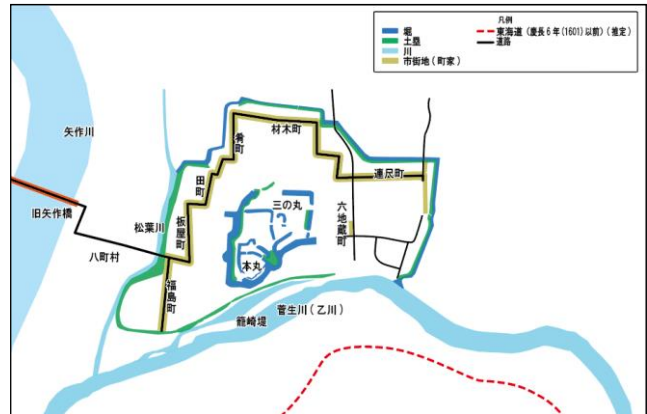 凡例
堀
土塁
川
市街地(町家)
東海道(慶長6年(1601)以前)(推定)
道路
矢作川
旧矢作橋
八町村
松葉川
板屋町
田町
肴町
材木町
連尺町
六地蔵町
三の丸
本丸
福島町
菅生川(乙川)
籠崎堤